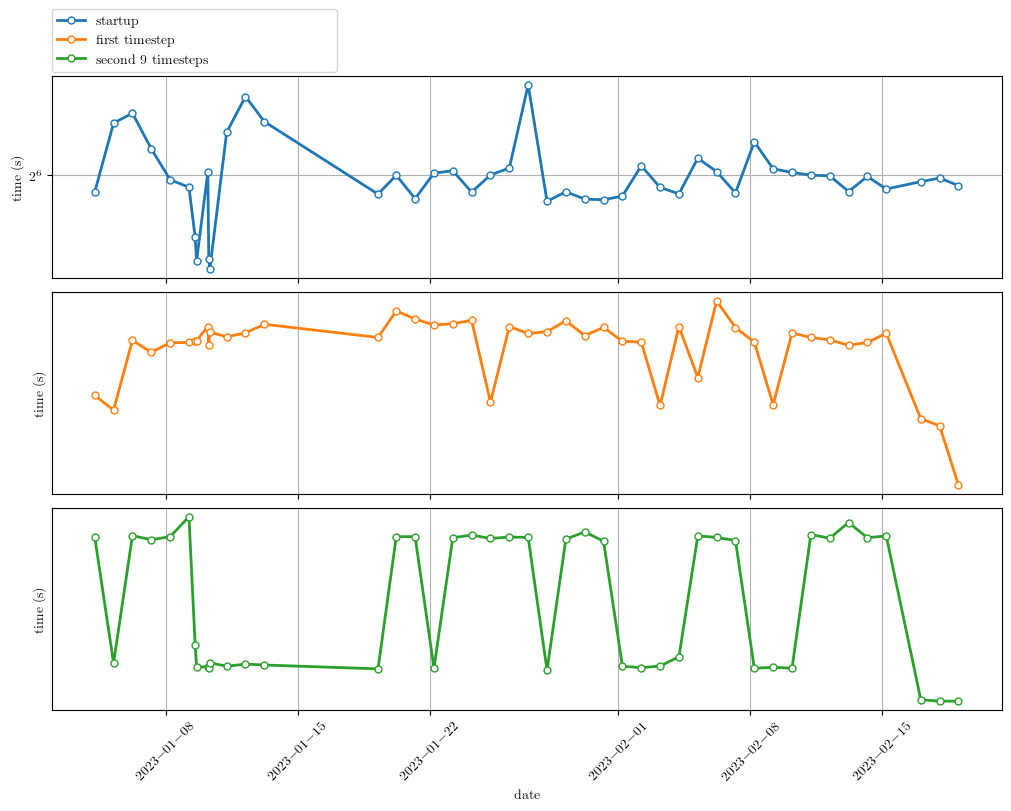 startup
first timestep
second 9 timesteps
time (s)
2⁶
time (s)
time (s)
2023−01−08
2023−01−15
2023−01−22
2023−02−01
2023−02−08
2023−02−15
date